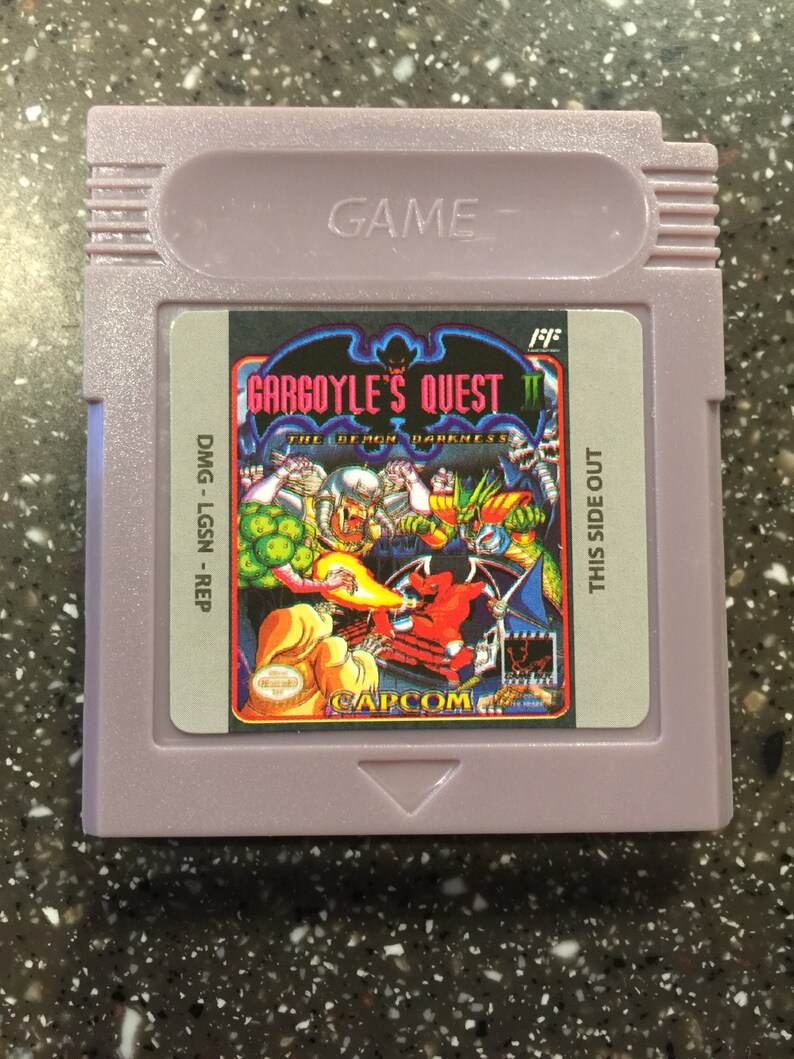 GAME
GARGOYLE'S QUEST II
THE DEMON DARKNESS
DMG - LGSN - REP
THIS SIDE OUT
CAPCOM